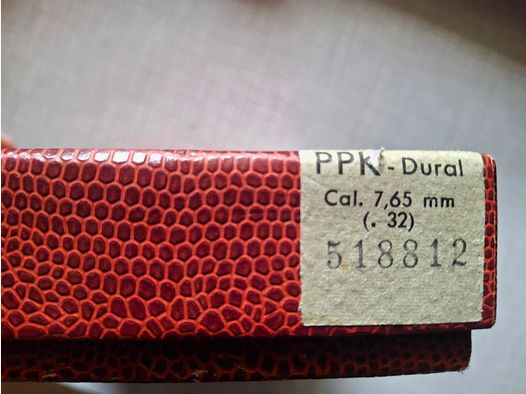 PPK - Dural
Cal. 7,65 mm
(. 32)
518812